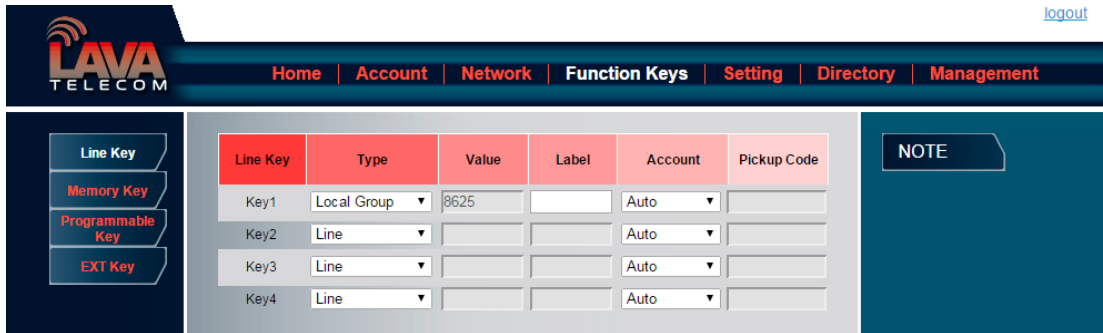 logout
LAVA
TELECOM
Home | Account | Network | Function Keys | Setting | Directory | Management
Line Key
Memory Key
Programmable
Key
EXT Key
Line Key Type Value Label Account Pickup Code
Key1 Local Group 8625 Auto
Key2 Line Auto
Key3 Line Auto
Key4 Line Auto
NOTE